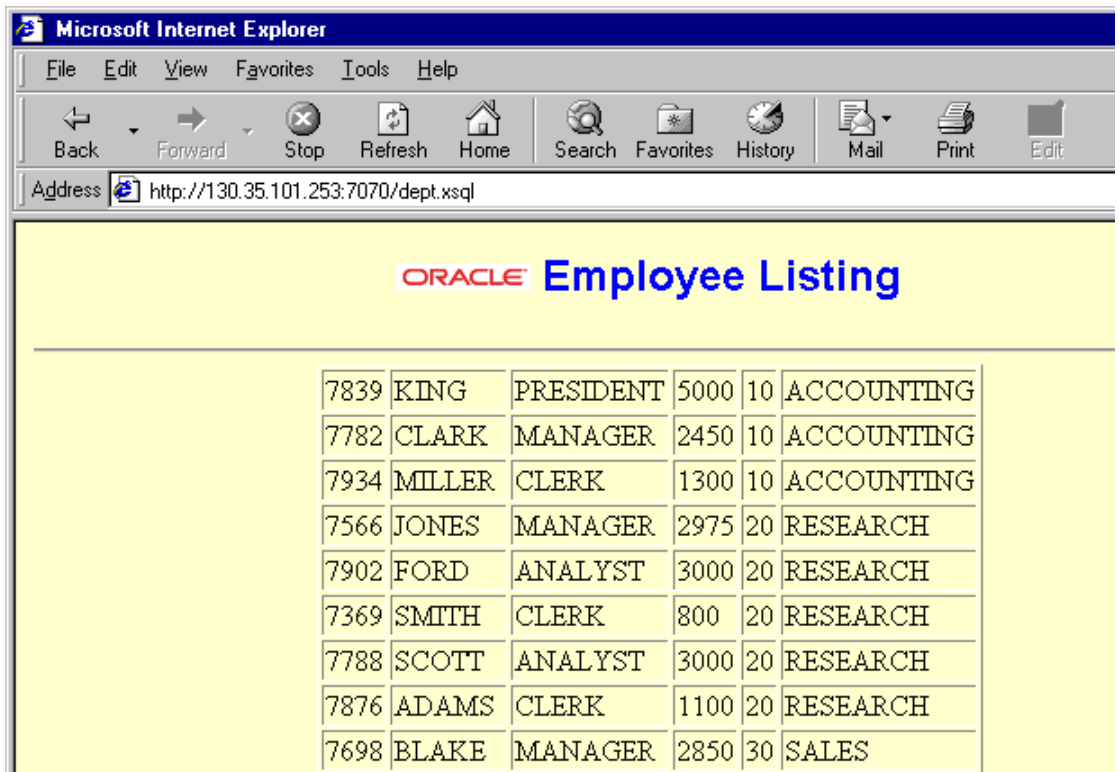 Microsoft Internet Explorer
File Edit View Favorites Tools Help
Back Forward Stop Refresh Home Search Favorites History Mail Print Edit
Address http://130.35.101.253:7070/dept.xsql
ORACLE Employee Listing
7839 KING PRESIDENT 5000 10 ACCOUNTING
7782 CLARK MANAGER 2450 10 ACCOUNTING
7934 MILLER CLERK 1300 10 ACCOUNTING
7566 JONES MANAGER 2975 20 RESEARCH
7902 FORD ANALYST 3000 20 RESEARCH
7369 SMITH CLERK 800 20 RESEARCH
7788 SCOTT ANALYST 3000 20 RESEARCH
7876 ADAMS CLERK 1100 20 RESEARCH
7698 BLAKE MANAGER 2850 30 SALES